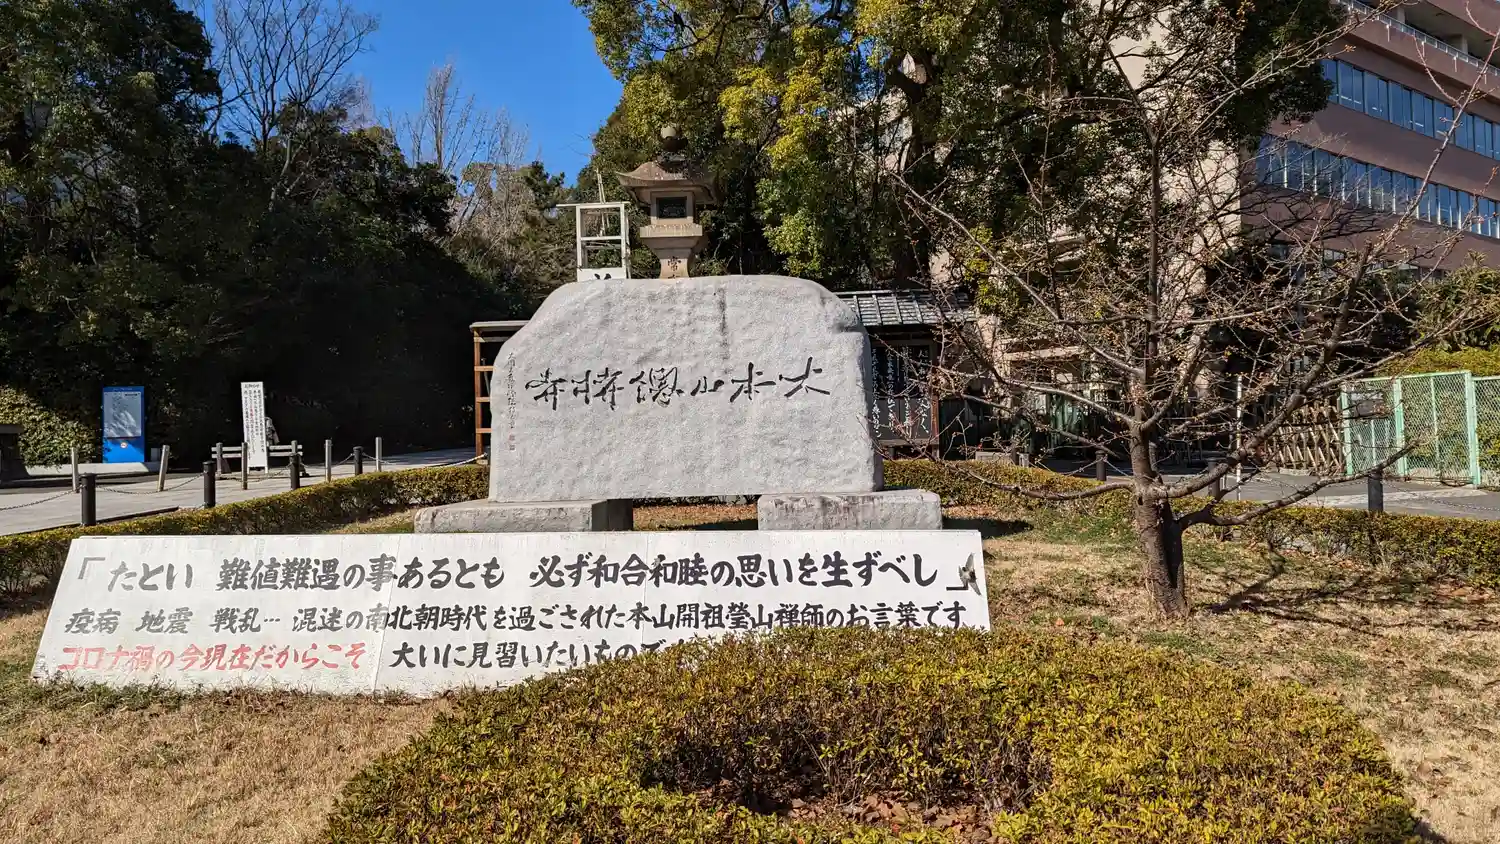 大本山總持寺
「たとい 難値難遇の事あるとも 必ず和合和睦の思いを生ずべし」
疫病 地震 戦乱… 混迷の南北朝時代を過ごされた本山開祖瑩山禅師のお言葉です
コロナ禍の今現在だからこそ 大いに見習いたいもので